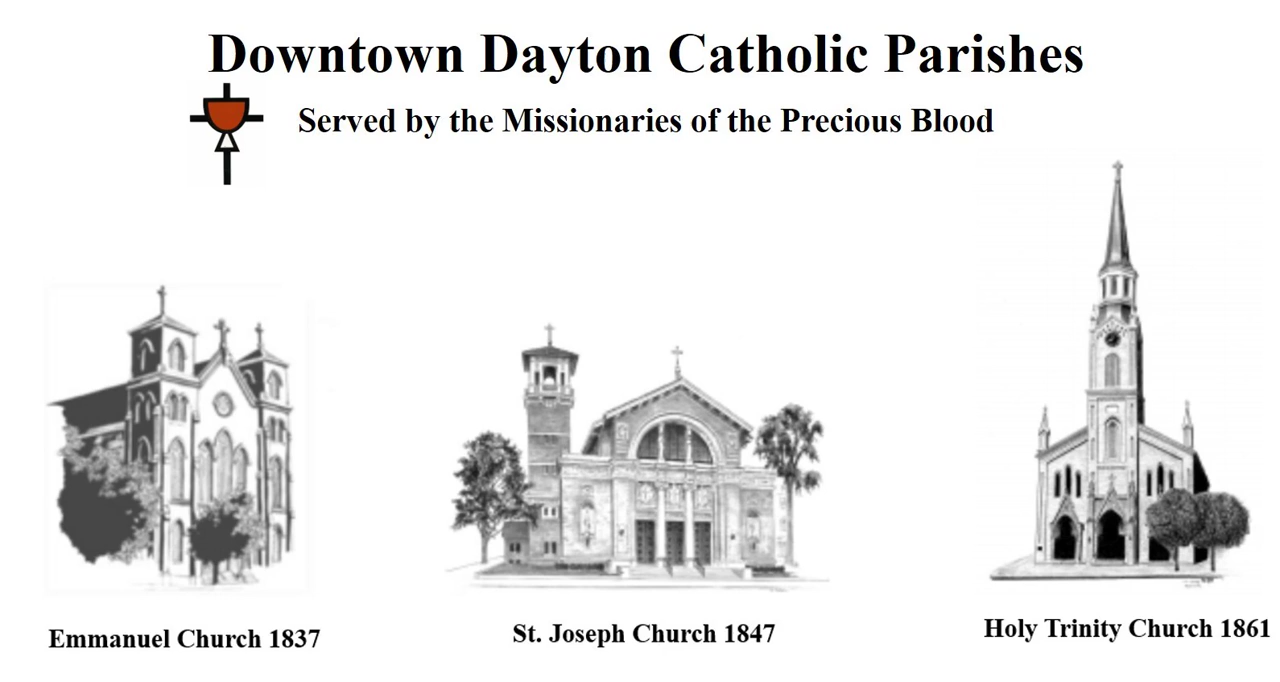 Downtown Dayton Catholic Parishes
Served by the Missionaries of the Precious Blood
Emmanuel Church 1837
St. Joseph Church 1847
Holy Trinity Church 1861